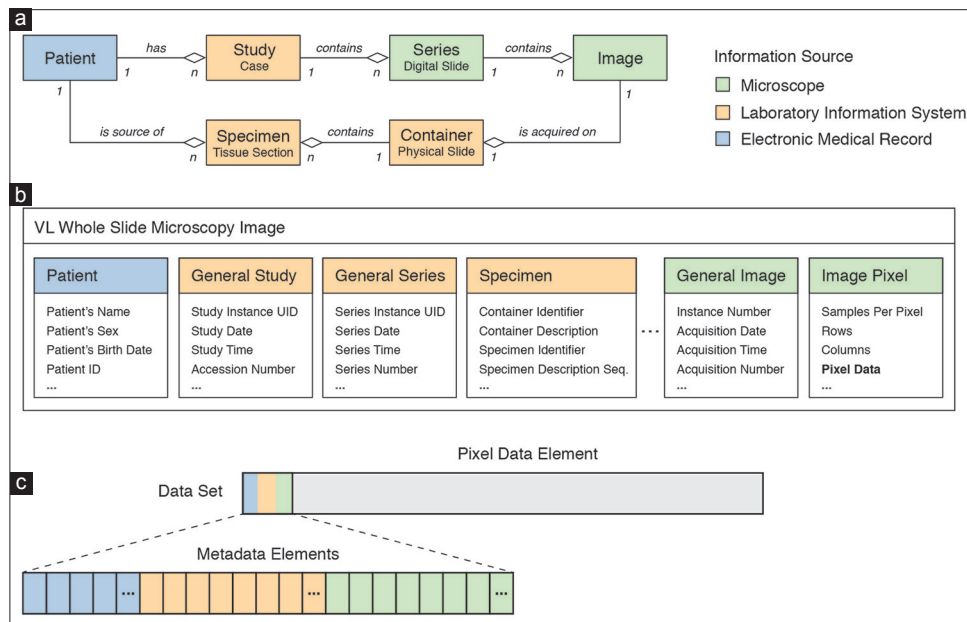 a
Patient
has
1
n
Study
Case
contains
1
n
Series
Digital Slide
contains
1
n
Image
1
is source of
n
Specimen
Tissue Section
n
contains
1
Container
Physical Slide
1
is acquired on
1
Information Source
Microscope
Laboratory Information System
Electronic Medical Record
b
VL Whole Slide Microscopy Image
Patient
Patient's Name
Patient's Sex
Patient's Birth Date
Patient ID
...
General Study
Study Instance UID
Study Date
Study Time
Accession Number
...
General Series
Series Instance UID
Series Date
Series Time
Series Number
...
Specimen
Container Identifier
Container Description
Specimen Identifier
Specimen Description Seq.
...
...
General Image
Instance Number
Acquisition Date
Acquisition Time
Acquisition Number
...
Image Pixel
Samples Per Pixel
Rows
Columns
Pixel Data
...
c
Pixel Data Element
Data Set
Metadata Elements
...
...
...